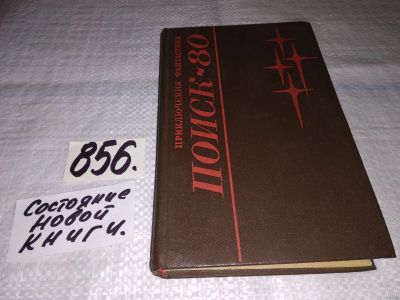 856.
Состояние
новой
книги.
ПРИКЛЮЧЕНИЯ ФАНТАСТИКА
ПОИСК-80